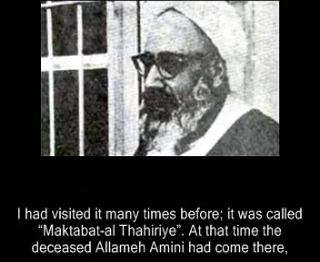 I had visited it many times before; it was called
“Maktabat-al Thahiriye”. At that time the
deceased Allameh Amini had come there,